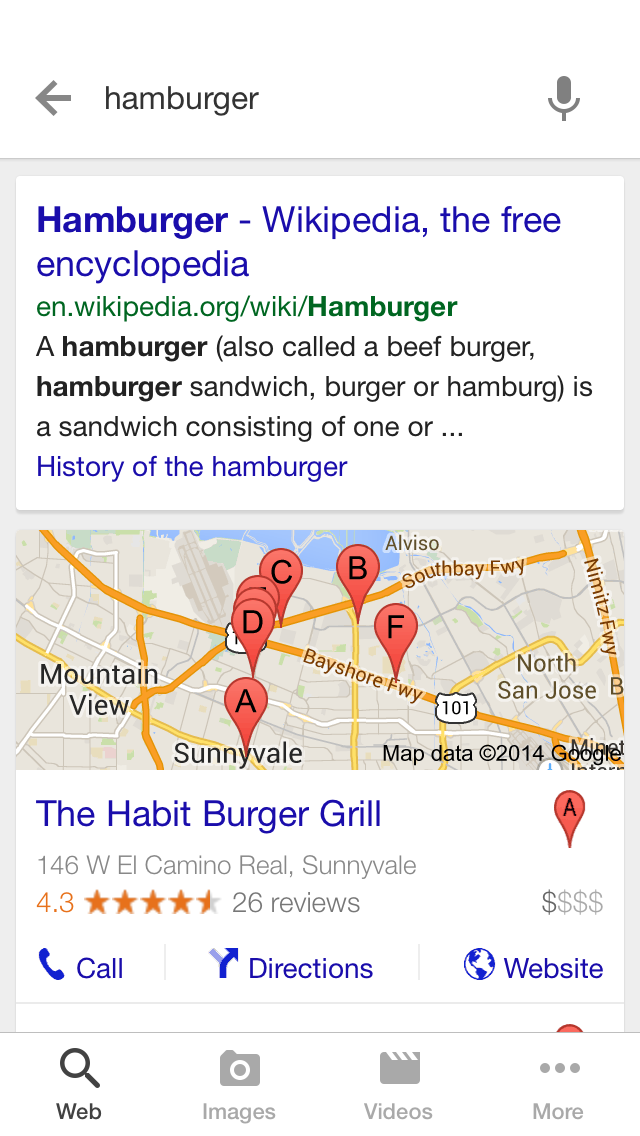 hamburger
Hamburger - Wikipedia, the free
encyclopedia
en.wikipedia.org/wiki/Hamburger
A hamburger (also called a beef burger,
hamburger sandwich, burger or hamburg) is
a sandwich consisting of one or ...
History of the hamburger
Alviso
C
B
Southbay Fwy
Nimitz Fwy
D
F
Mountain
View
Bayshore Fwy
North
San Jose
B
A
101
Sunnyvale
Map data ©2014 Google
The Habit Burger Grill
A
146 W El Camino Real, Sunnyvale
4.3 26 reviews $$$$
Call Directions Website
Web Images Videos More